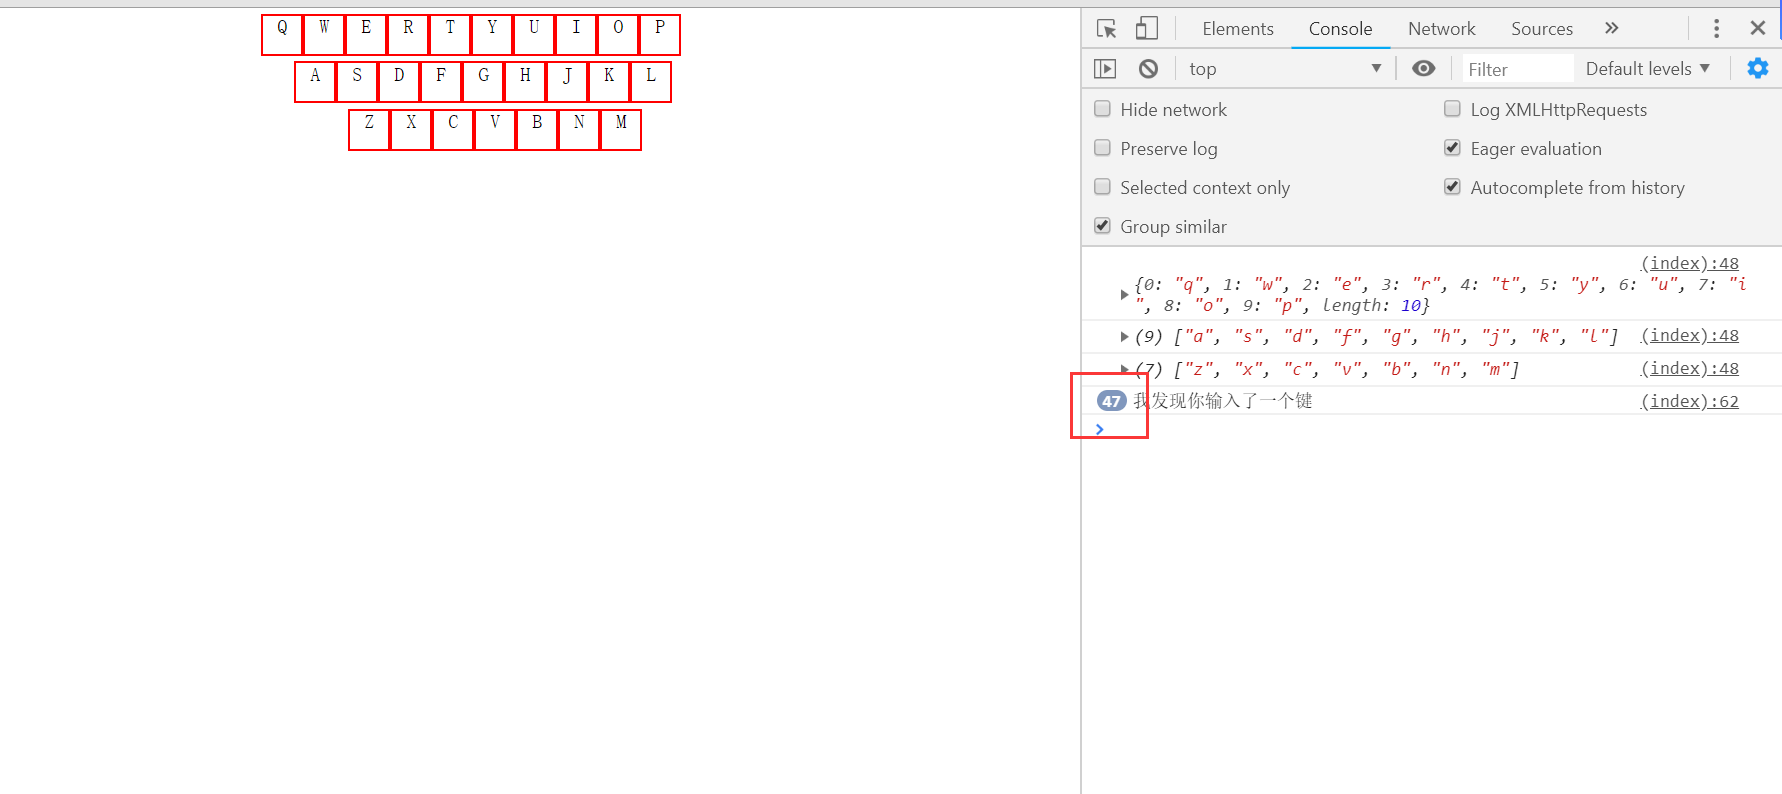 Q W E R T Y U I O P
A S D F G H J K L
Z X C V B N M
Elements Console Network Sources »
top Filter Default levels
Hide network Log XMLHttpRequests
Preserve log Eager evaluation
Selected context only Autocomplete from history
Group similar
(index):48
{0: "q", 1: "w", 2: "e", 3: "r", 4: "t", 5: "y", 6: "u", 7: "i
", 8: "o", 9: "p", length: 10}
(9) ["a", "s", "d", "f", "g", "h", "j", "k", "l"] (index):48
(7) ["z", "x", "c", "v", "b", "n", "m"] (index):48
47 我发现你输入了一个键 (index):62